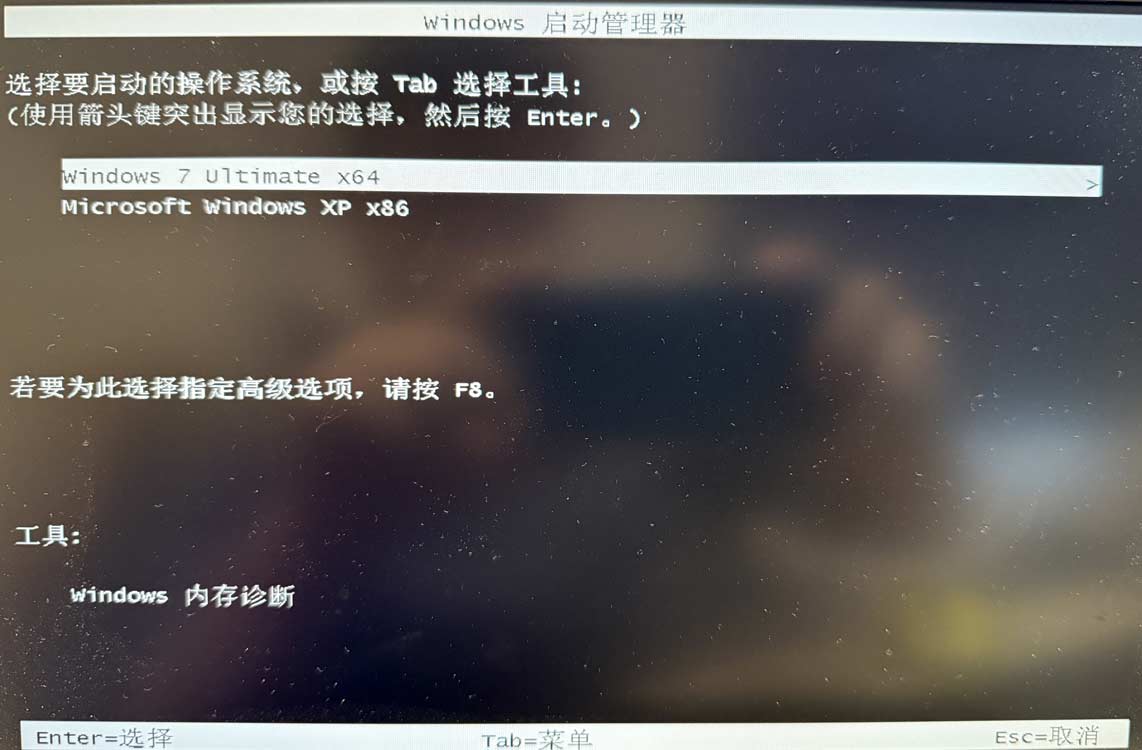 Windows 启动管理器
选择要启动的操作系统，或按 Tab 选择工具:
(使用箭头键突出显示您的选择，然后按 Enter。)
Windows 7 Ultimate x64 >
Microsoft Windows XP x86
若要为此选择指定高级选项，请按 F8。
工具:
Windows 内存诊断
Enter=选择 Tab=菜单 Esc=取消